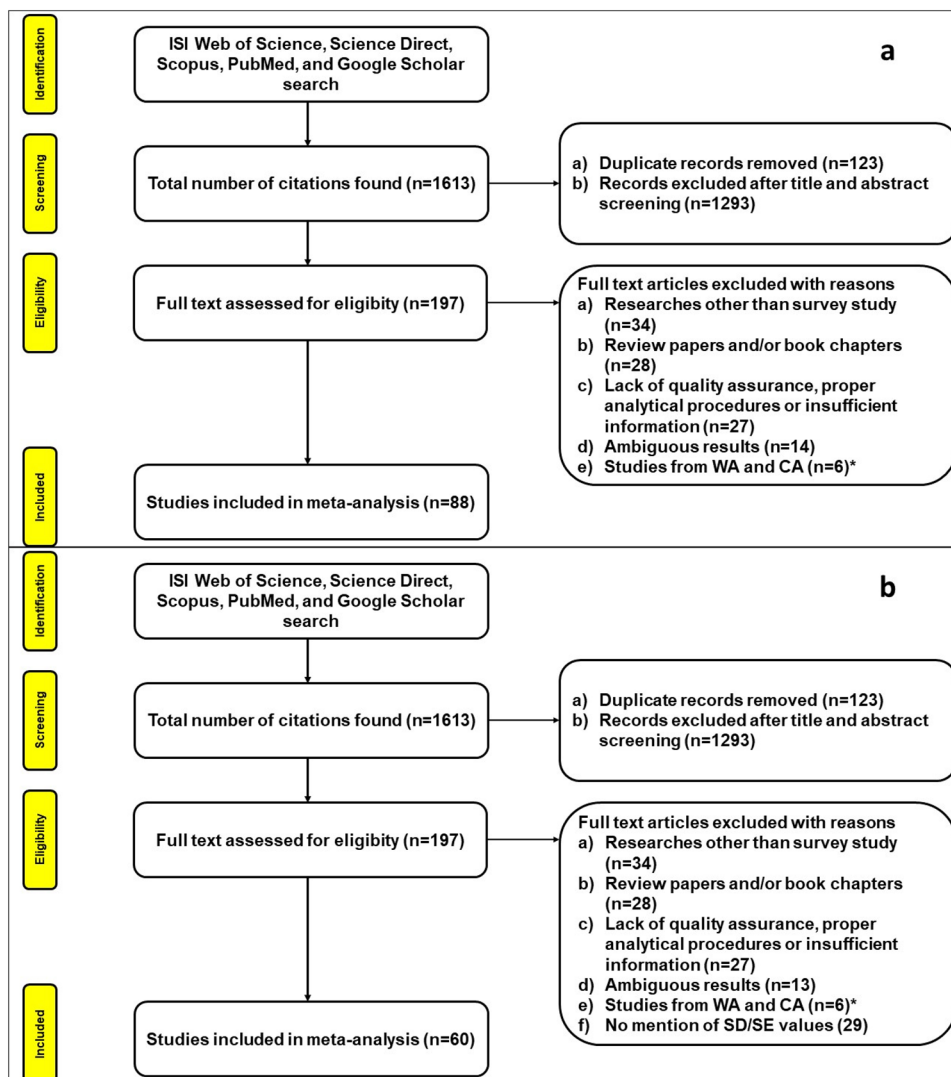 Identification
ISI Web of Science, Science Direct,
Scopus, PubMed, and Google Scholar
search
a
Screening
Total number of citations found (n=1613)
a) Duplicate records removed (n=123)
b) Records excluded after title and abstract
screening (n=1293)
Eligibility
Full text assessed for eligibity (n=197)
Full text articles excluded with reasons
a) Researches other than survey study
(n=34)
b) Review papers and/or book chapters
(n=28)
c) Lack of quality assurance, proper
analytical procedures or insufficient
information (n=27)
d) Ambiguous results (n=14)
e) Studies from WA and CA (n=6)*
Included
Studies included in meta-analysis (n=88)
Identification
ISI Web of Science, Science Direct,
Scopus, PubMed, and Google Scholar
search
b
Screening
Total number of citations found (n=1613)
a) Duplicate records removed (n=123)
b) Records excluded after title and abstract
screening (n=1293)
Eligibility
Full text assessed for eligibity (n=197)
Full text articles excluded with reasons
a) Researches other than survey study
(n=34)
b) Review papers and/or book chapters
(n=28)
c) Lack of quality assurance, proper
analytical procedures or insufficient
information (n=27)
d) Ambiguous results (n=13)
e) Studies from WA and CA (n=6)*
f) No mention of SD/SE values (29)
Included
Studies included in meta-analysis (n=60)